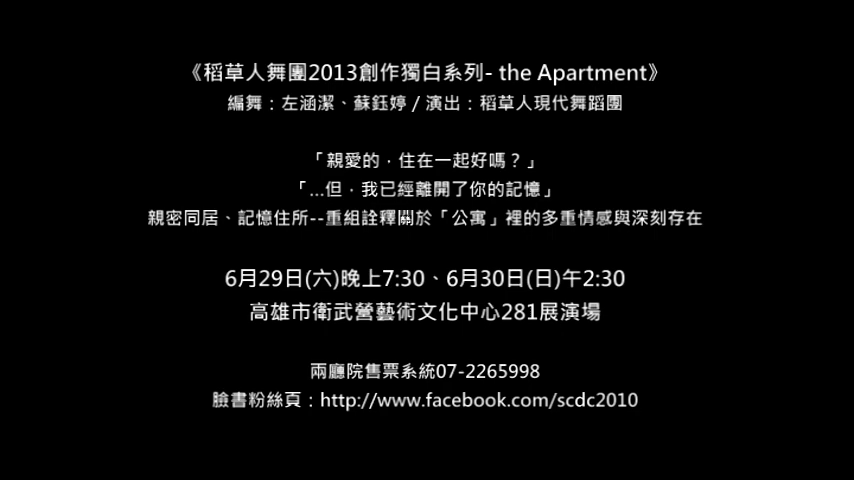 《稻草人舞團2013創作獨白系列- the Apartment》
編舞：左涵潔、蘇鈺婷 / 演出：稻草人現代舞蹈團
「親愛的，住在一起好嗎？」
「...但，我已經離開了你的記憶」
親密同居、記憶住所--重組詮釋關於「公寓」裡的多重情感與深刻存在
6月29日(六)晚上7:30、6月30日(日)午2:30
高雄市衛武營藝術文化中心281展演場
兩廳院售票系統07-2265998
臉書粉絲頁：http://www.facebook.com/scdc2010